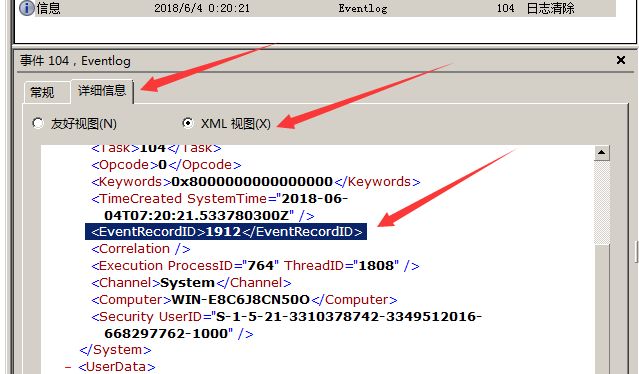 信息 2018/6/4 0:20:21 Eventlog 104 日志清除
事件 104，Eventlog
常规 详细信息
友好视图(N) XML 视图(X)
<Task>104</Task>
<Opcode>0</Opcode>
<Keywords>0x8000000000000000</Keywords>
<TimeCreated SystemTime="2018-06-
04T07:20:21.533780300Z" />
<EventRecordID>1912</EventRecordID>
<Correlation />
<Execution ProcessID="764" ThreadID="1808" />
<Channel>System</Channel>
<Computer>WIN-E8C6J8CN50O</Computer>
<Security UserID="S-1-5-21-3310378742-3349512016-
668297762-1000" />
</System>
- <UserData>